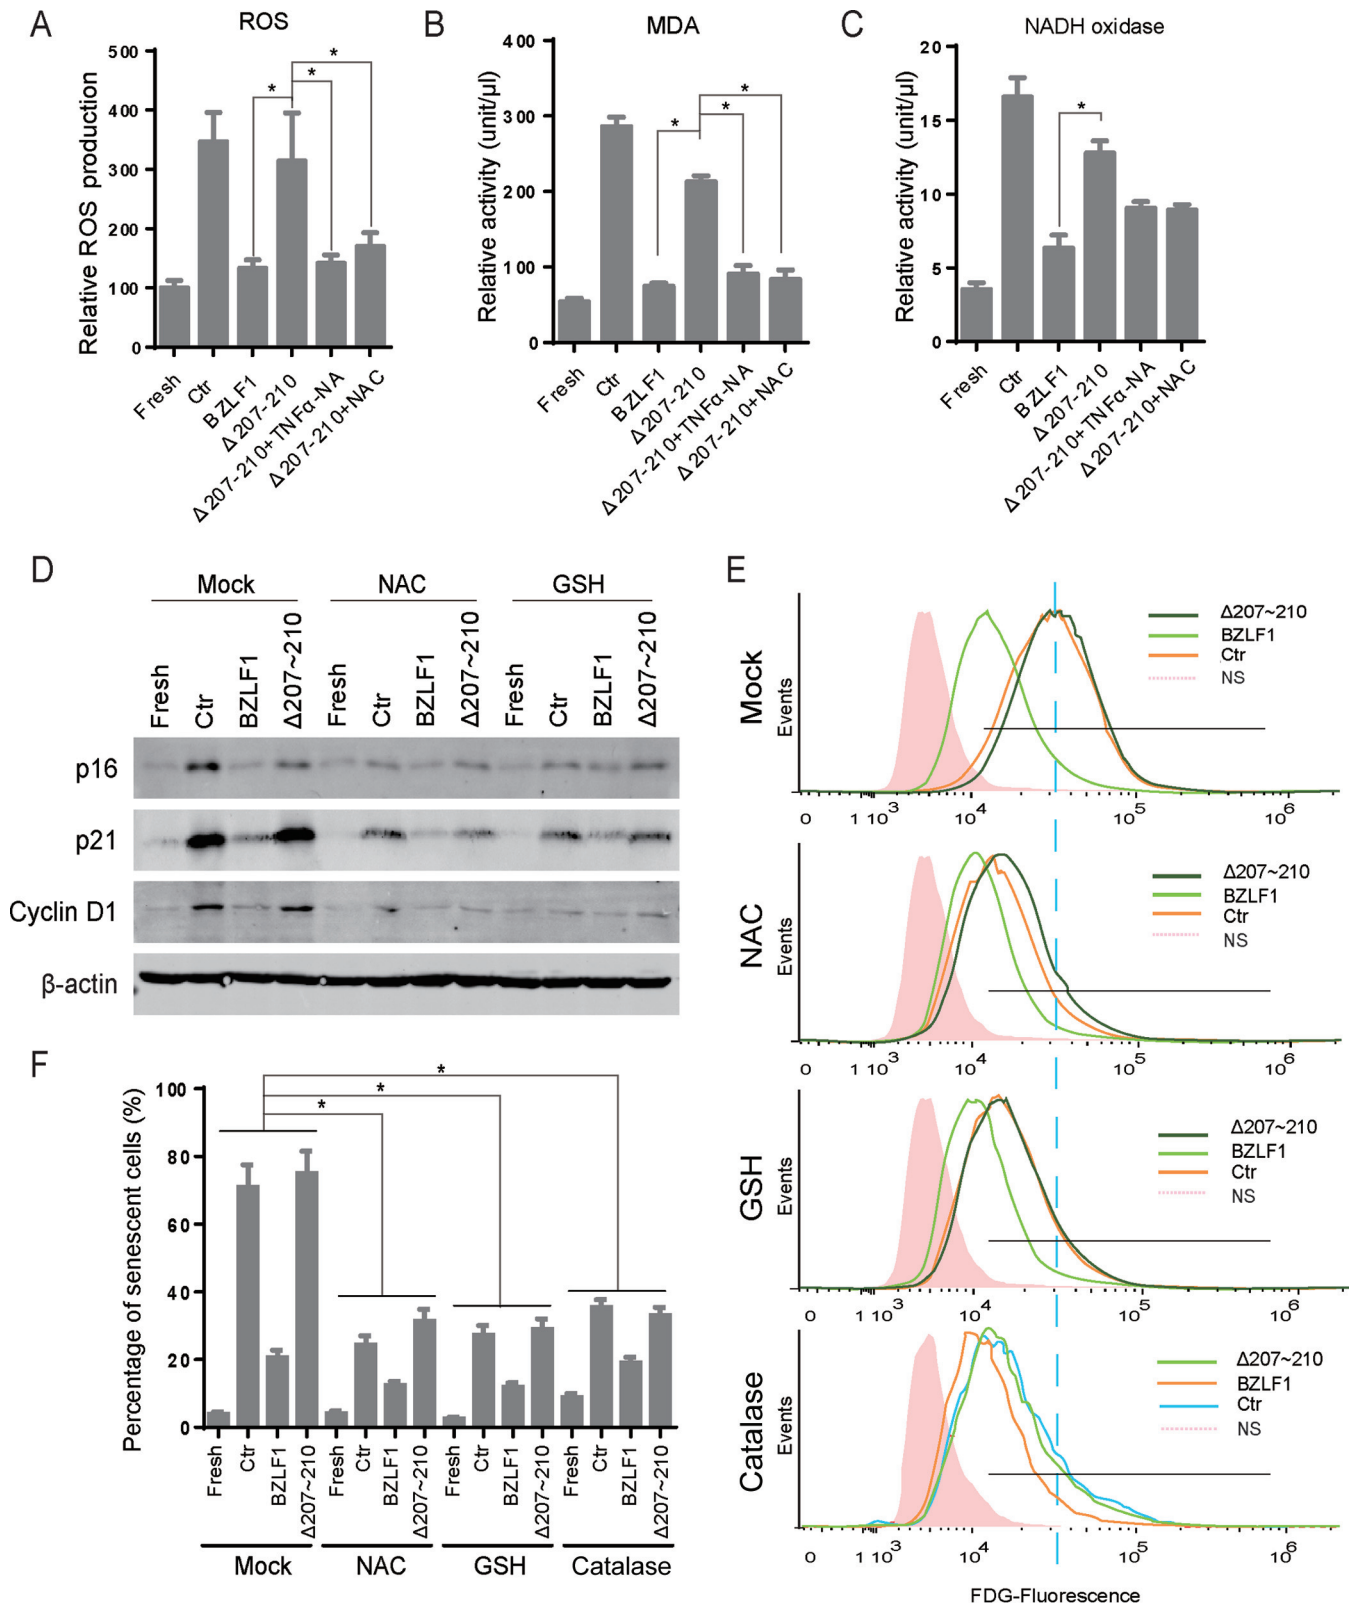 A
ROS
Relative ROS production
500
400
300
200
100
0
*
*
*
Fresh
Ctr
BZLF1
Δ207-210
Δ207-210+TNFα-NA
Δ207-210+NAC
B
MDA
Relative activity (unit/µl)
400
300
200
100
0
*
*
*
Fresh
Ctr
BZLF1
Δ207-210
Δ207-210+TNFα-NA
Δ207-210+NAC
C
NADH oxidase
Relative activity (unit/µl)
20
15
10
5
0
*
Fresh
Ctr
BZLF1
Δ207-210
Δ207-210+TNFα-NA
Δ207-210+NAC
D
Mock NAC GSH
Fresh Ctr BZLF1 Δ207~210 Fresh Ctr BZLF1 Δ207~210 Fresh Ctr BZLF1 Δ207~210
p16
p21
Cyclin D1
β-actin
E
Mock
Events
Δ207~210
BZLF1
Ctr
NS
0 1 10³ 10⁴ 10⁵ 10⁶
NAC
Events
Δ207~210
BZLF1
Ctr
NS
0 1 10³ 10⁴ 10⁵ 10⁶
GSH
Events
Δ207~210
BZLF1
Ctr
NS
0 1 10³ 10⁴ 10⁵ 10⁶
Catalase
Events
Δ207~210
BZLF1
Ctr
NS
0 1 10³ 10⁴ 10⁵ 10⁶
FDG-Fluorescence
F
Percentage of senescent cells (%)
100
80
60
40
20
0
*
*
*
Fresh Ctr BZLF1 Δ207~210 Fresh Ctr BZLF1 Δ207~210 Fresh Ctr BZLF1 Δ207~210 Fresh Ctr BZLF1 Δ207~210
Mock NAC GSH Catalase